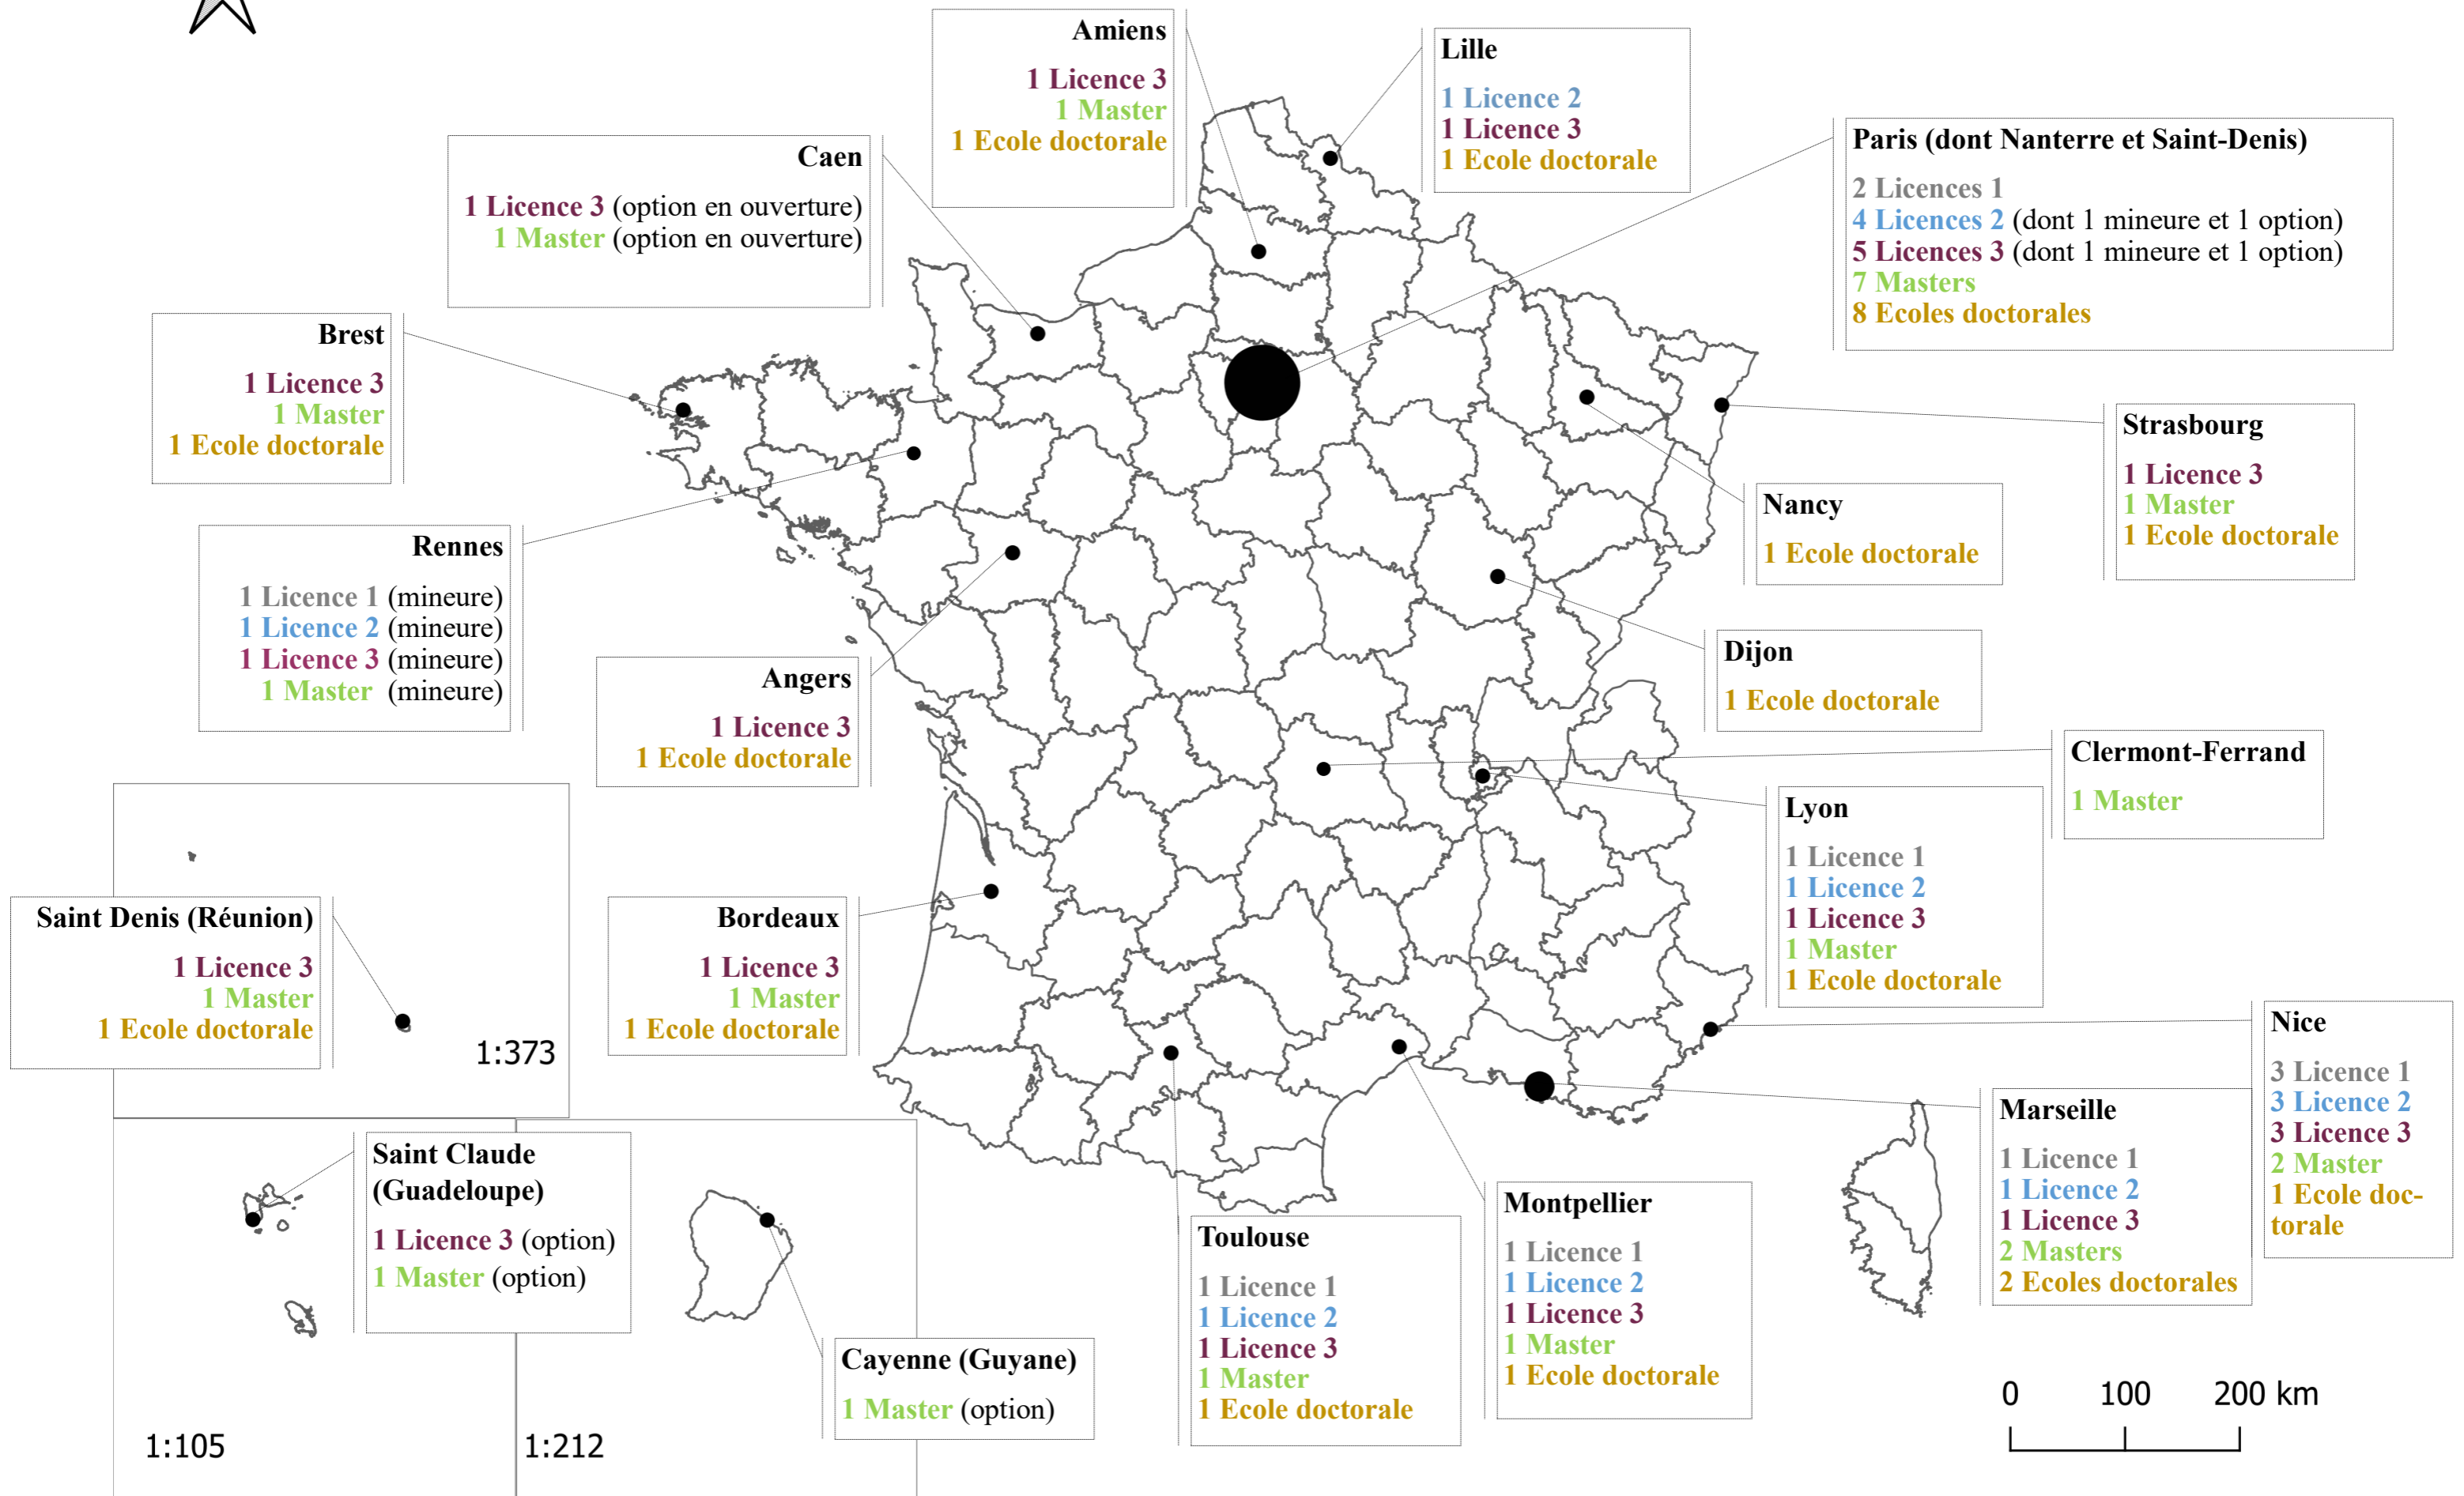 Amiens
1 Licence 3
1 Master
1 Ecole doctorale
Lille
1 Licence 2
1 Licence 3
1 Ecole doctorale
Paris (dont Nanterre et Saint-Denis)
2 Licences 1
4 Licences 2 (dont 1 mineure et 1 option)
5 Licences 3 (dont 1 mineure et 1 option)
7 Masters
8 Ecoles doctorales
Caen
1 Licence 3 (option en ouverture)
1 Master (option en ouverture)
Brest
1 Licence 3
1 Master
1 Ecole doctorale
Strasbourg
1 Licence 3
1 Master
1 Ecole doctorale
Nancy
1 Ecole doctorale
Rennes
1 Licence 1 (mineure)
1 Licence 2 (mineure)
1 Licence 3 (mineure)
1 Master (mineure)
Dijon
1 Ecole doctorale
Angers
1 Licence 3
1 Ecole doctorale
Clermont-Ferrand
1 Master
Lyon
1 Licence 1
1 Licence 2
1 Licence 3
1 Master
1 Ecole doctorale
Saint Denis (Réunion)
1 Licence 3
1 Master
1 Ecole doctorale
1:373
Bordeaux
1 Licence 3
1 Master
1 Ecole doctorale
Nice
3 Licence 1
3 Licence 2
3 Licence 3
2 Master
1 Ecole doc-
torale
Marseille
1 Licence 1
1 Licence 2
1 Licence 3
2 Masters
2 Ecoles doctorales
Saint Claude
(Guadeloupe)
1 Licence 3 (option)
1 Master (option)
1:105
Cayenne (Guyane)
1 Master (option)
1:212
Toulouse
1 Licence 1
1 Licence 2
1 Licence 3
1 Master
1 Ecole doctorale
Montpellier
1 Licence 1
1 Licence 2
1 Licence 3
1 Master
1 Ecole doctorale
0 100 200 km